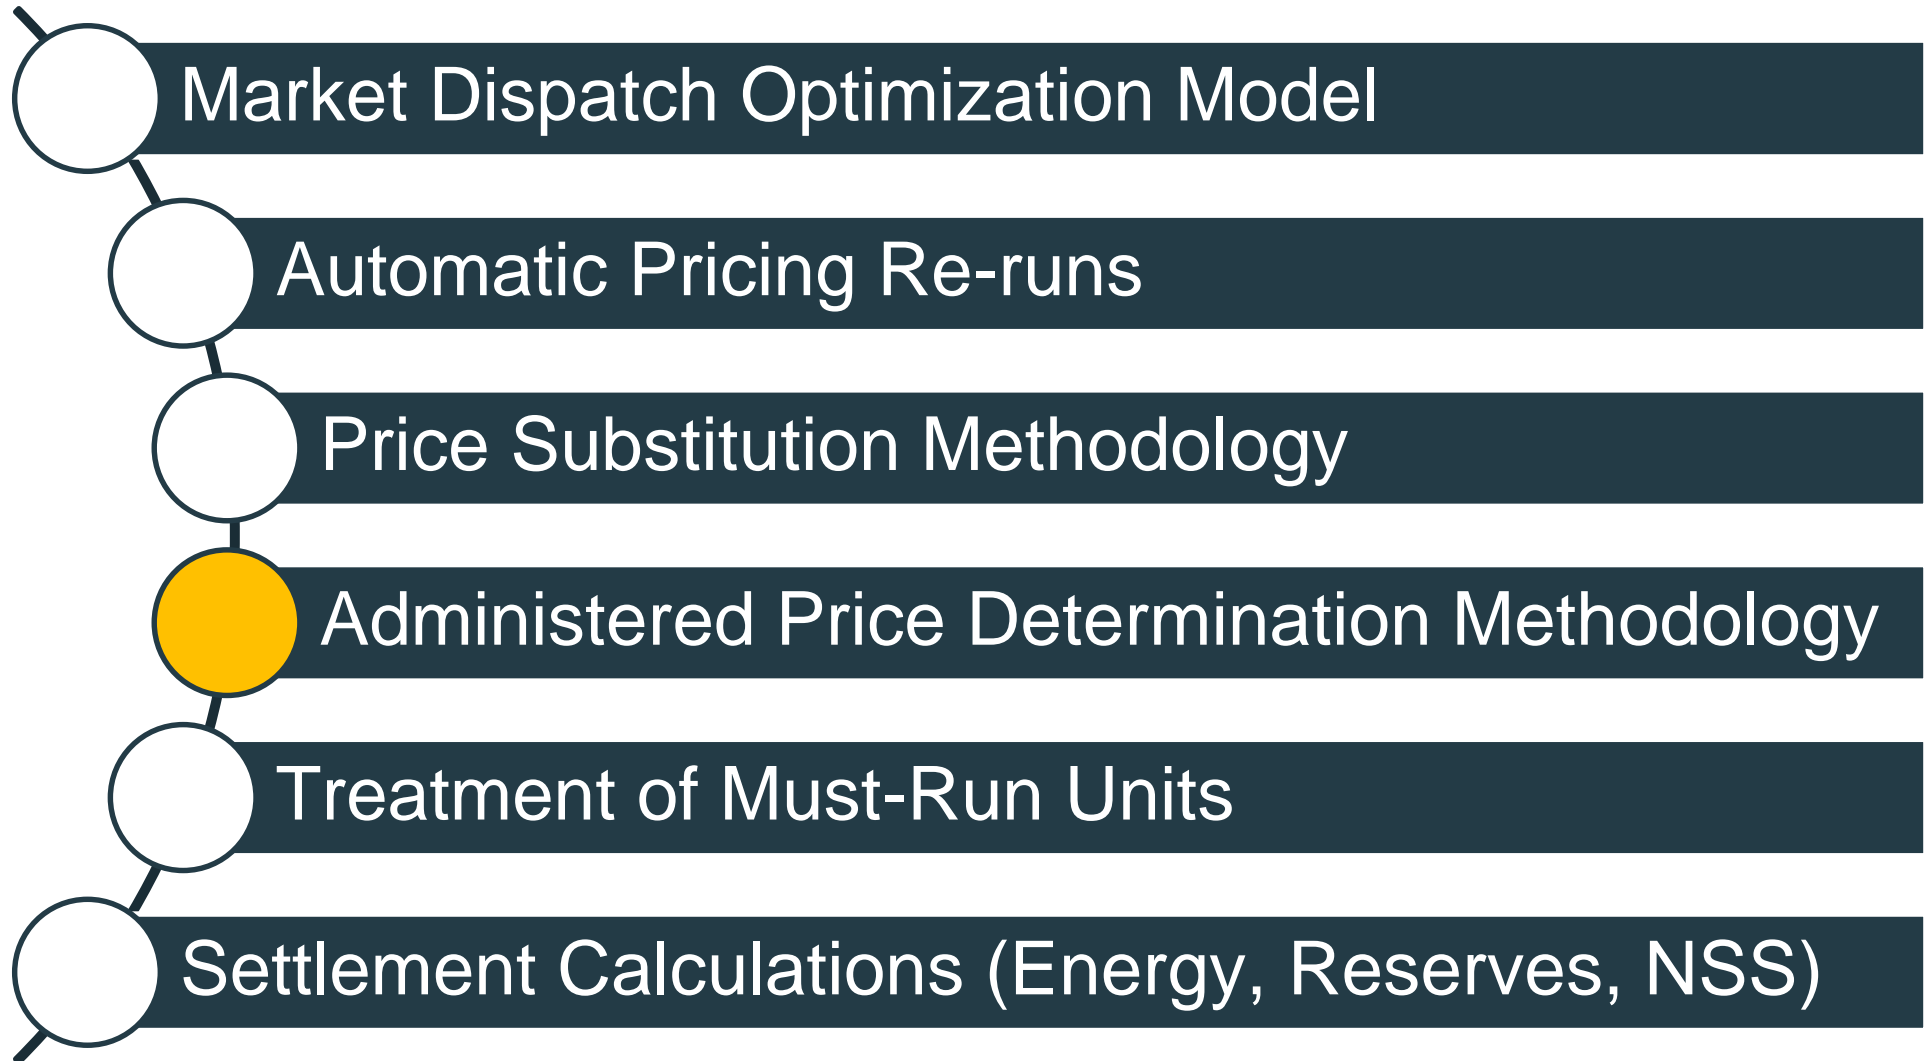 Market Dispatch Optimization Model
Automatic Pricing Re-runs
Price Substitution Methodology
Administered Price Determination Methodology
Treatment of Must-Run Units
Settlement Calculations (Energy, Reserves, NSS)